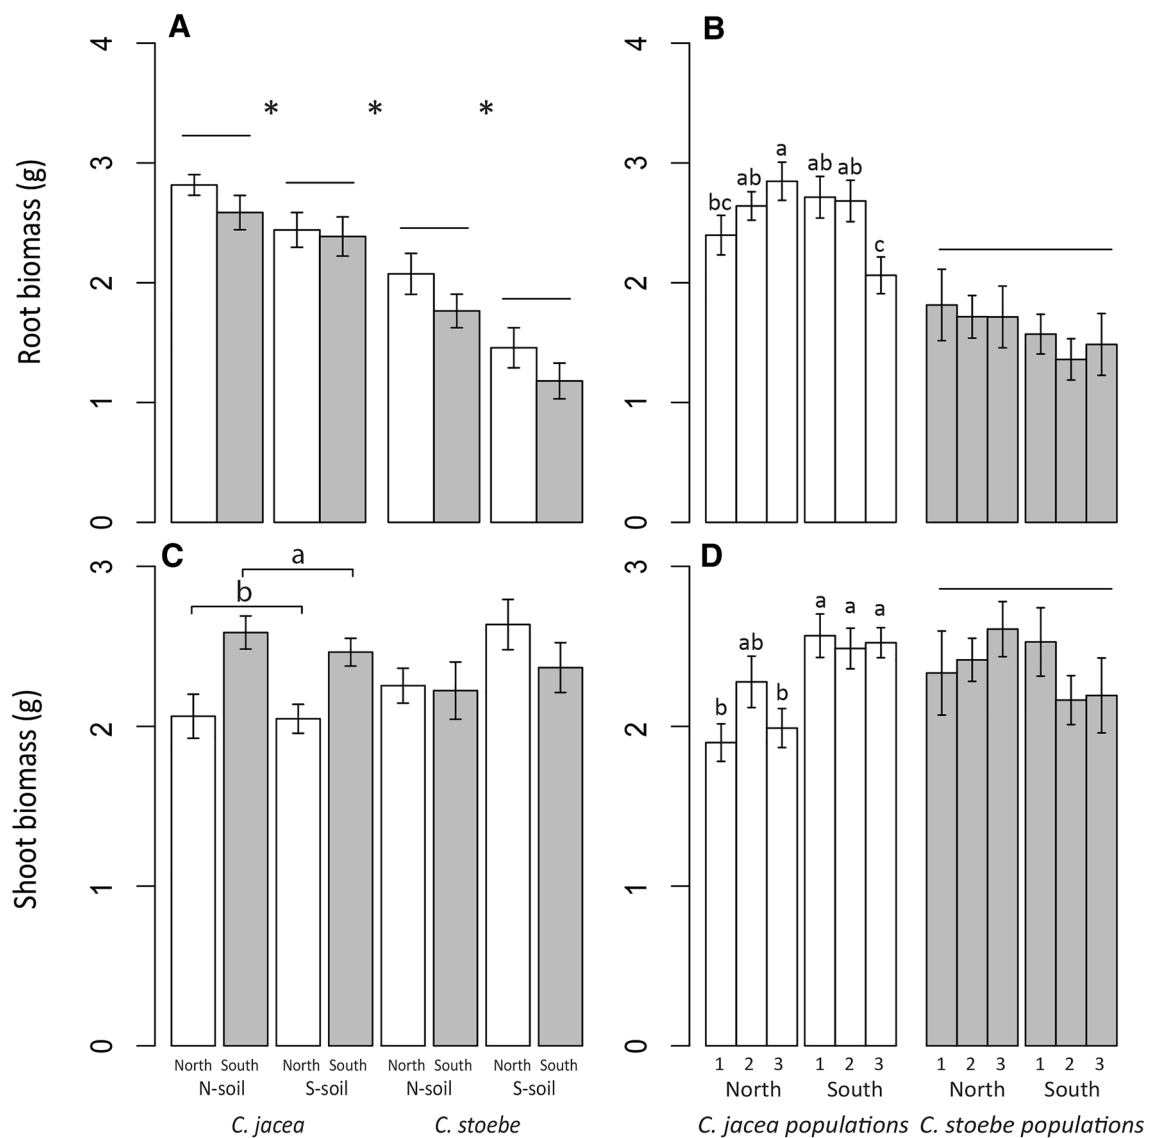 A
Root biomass (g)
4
3
2
1
0
* * *
B
4
3
2
1
0
bc ab a ab ab c
C
Shoot biomass (g)
3
2
1
0
a
b
North South North South North South North South
N-soil S-soil N-soil S-soil
C. jacea C. stoebe
D
3
2
1
0
b ab b a a a
1 2 3 1 2 3 1 2 3 1 2 3
North South North South
C. jacea populations C. stoebe populations